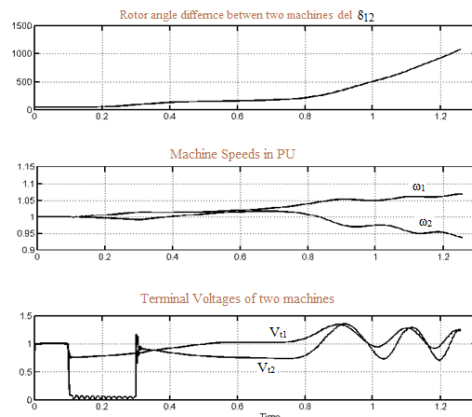 Rotor angle differnce betwen two machines del δ12
1500
1000
500
0
0 0.2 0.4 0.6 0.8 1 1.2
Machine Speeds in PU
1.15
1.1
1.05
1
0.95
0.9
ω1
ω2
0 0.2 0.4 0.6 0.8 1 1.2
Terminal Voltages of two machines
1.5
1
0.5
0
Vt1
Vt2
0 0.2 0.4 0.6 0.8 1 1.2
Time